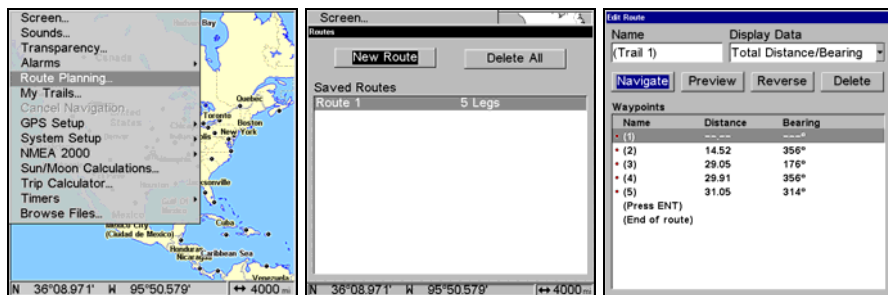 Screen...
Sounds...
Transparency...
Alarms
Route Planning...
My Trails...
Cancel Navigation
GPS Setup
System Setup
NMEA 2000
Sun/Moon Calculations...
Trip Calculator...
Timers
Browse Files...
Bay
Canada
Quebec
Toronto
Boston
New York
States
Mexico
Gulf Of
Cuba
Mexico City
(Ciudad de Mexico)
Honduras
Nicaragua
Caribbean Sea
Venezuela
N 36°08.971' W 95°50.579' ↔ 4000 mi
Screen...
Routes
New Route Delete All
Saved Routes
Route 1 5 Legs
N 36°08.971' W 95°50.579' ↔ 4000 mi
Edit Route
Name Display Data
(Trail 1) Total Distance/Bearing
Navigate Preview Reverse Delete
Waypoints
Name Distance Bearing
• (1) --.-- ---°
• (2) 14.52 356°
• (3) 29.05 176°
• (4) 29.91 356°
• (5) 31.05 314°
(Press ENT)
(End of route)